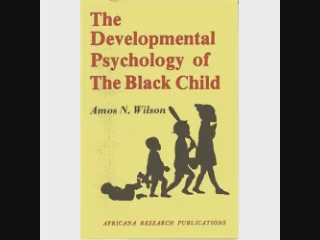 The
Developmental
Psychology of
The Black Child
Amos N. Wilson
AFRICANA RESEARCH PUBLICATIONS